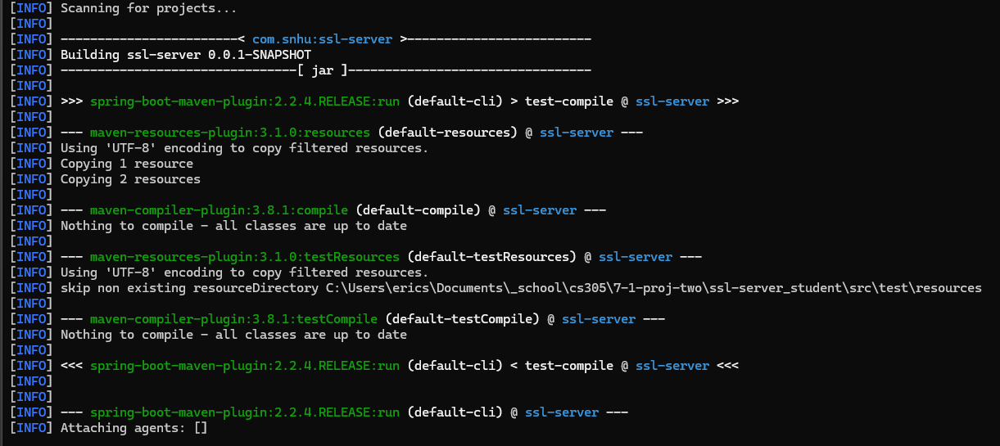 [INFO] Scanning for projects...
[INFO]
[INFO] ------------------------< com.snhu:ssl-server >-------------------------
[INFO] Building ssl-server 0.0.1-SNAPSHOT
[INFO] --------------------------------[ jar ]---------------------------------
[INFO]
[INFO] >>> spring-boot-maven-plugin:2.2.4.RELEASE:run (default-cli) > test-compile @ ssl-server >>>
[INFO]
[INFO] --- maven-resources-plugin:3.1.0:resources (default-resources) @ ssl-server ---
[INFO] Using 'UTF-8' encoding to copy filtered resources.
[INFO] Copying 1 resource
[INFO] Copying 2 resources
[INFO]
[INFO] --- maven-compiler-plugin:3.8.1:compile (default-compile) @ ssl-server ---
[INFO] Nothing to compile - all classes are up to date
[INFO]
[INFO] --- maven-resources-plugin:3.1.0:testResources (default-testResources) @ ssl-server ---
[INFO] Using 'UTF-8' encoding to copy filtered resources.
[INFO] skip non existing resourceDirectory C:\Users\erics\Documents\_school\cs305\7-1-proj-two\ssl-server_student\src\test\resources
[INFO]
[INFO] --- maven-compiler-plugin:3.8.1:testCompile (default-testCompile) @ ssl-server ---
[INFO] Nothing to compile - all classes are up to date
[INFO]
[INFO] <<< spring-boot-maven-plugin:2.2.4.RELEASE:run (default-cli) < test-compile @ ssl-server <<<
[INFO]
[INFO]
[INFO] --- spring-boot-maven-plugin:2.2.4.RELEASE:run (default-cli) @ ssl-server ---
[INFO] Attaching agents: []